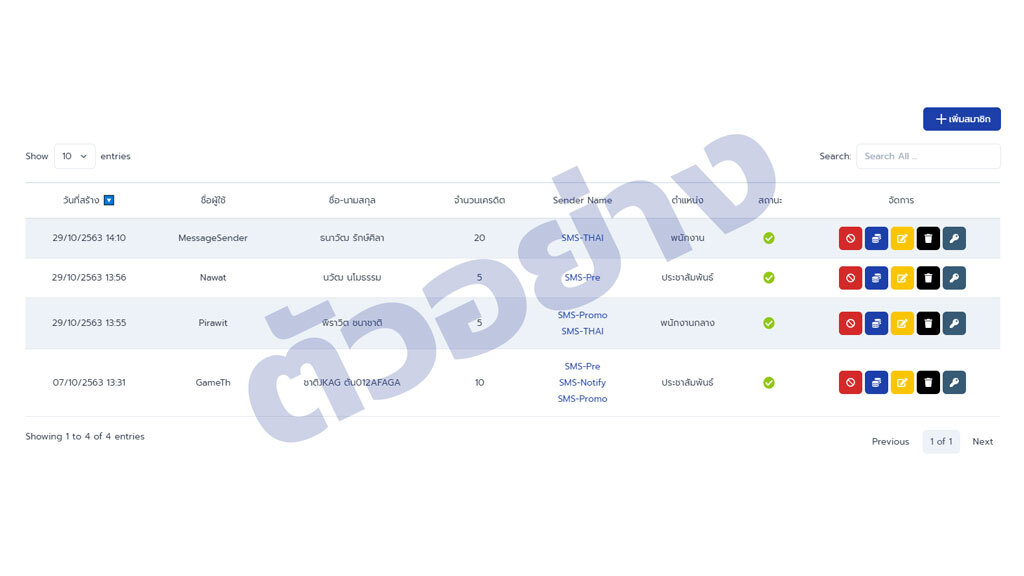 เพิ่มสมาชิก
Show 10 entries Search: Search All ...
วันที่สร้าง ชื่อผู้ใช้ ชื่อ-นามสกุล จำนวนเครดิต Sender Name ตำแหน่ง สถานะ จัดการ
29/10/2563 14:10 MessageSender ธนาวัฒ รักษ์ศิลา 20 SMS-THAI พนักงาน
29/10/2563 13:56 Nawat นวัฒ นโมธรรม 5 SMS-Pre ประชาสัมพันธ์
29/10/2563 13:55 Pirawit พิราวิต ชนาชาติ 5 SMS-Promo พนักงานกลาง
SMS-THAI
07/10/2563 13:31 GameTh ชาติJKAG ต้น012AFAGA 10 SMS-Pre ประชาสัมพันธ์
SMS-Notify
SMS-Promo
ตัวอย่าง
Showing 1 to 4 of 4 entries Previous 1 of 1 Next